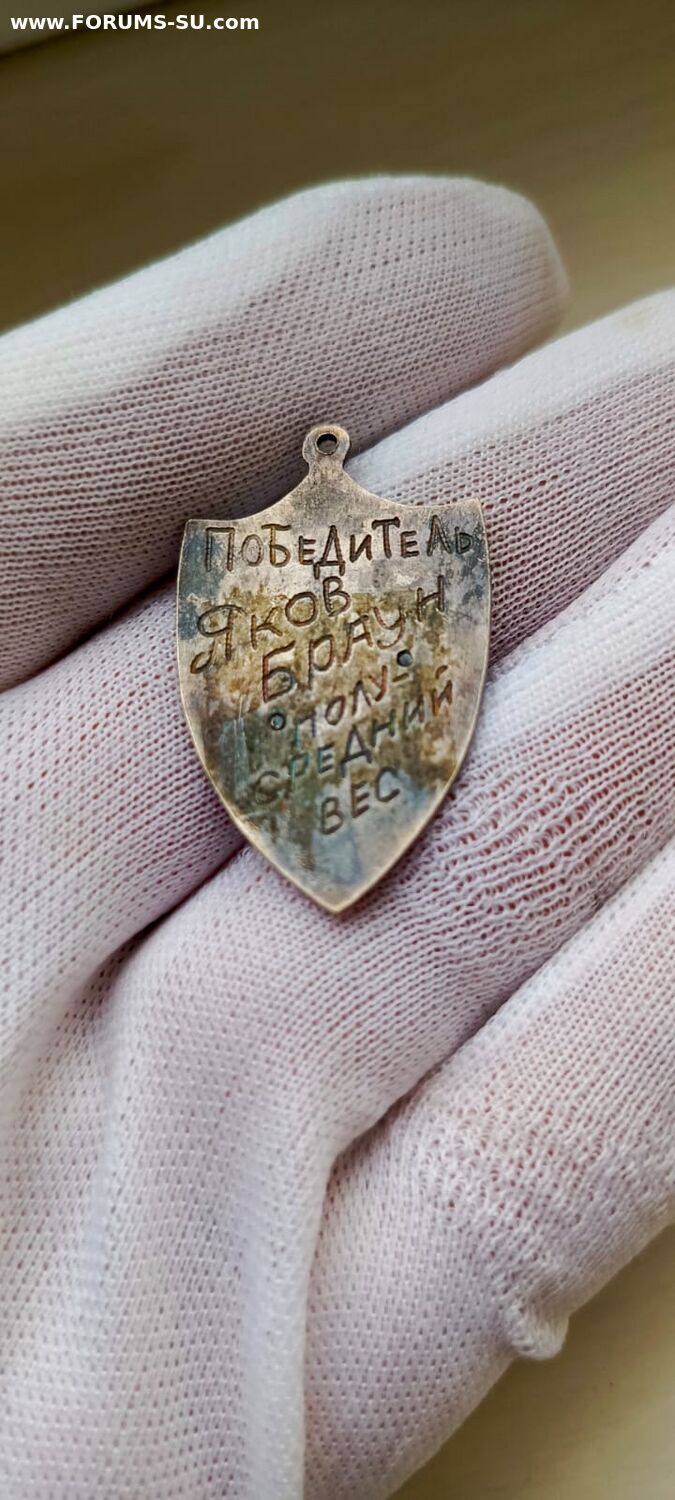 www.FORUMS-SU.com
ПОБЕДИТЕЛЬ
ЯКОВ
БРАУН
ПОЛУ-
СРЕДНИЙ
ВЕС